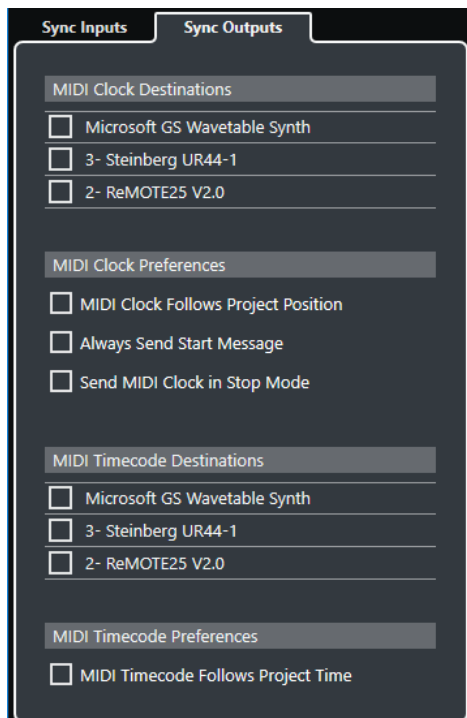 Sync Inputs Sync Outputs
MIDI Clock Destinations
Microsoft GS Wavetable Synth
3- Steinberg UR44-1
2- ReMOTE25 V2.0
MIDI Clock Preferences
MIDI Clock Follows Project Position
Always Send Start Message
Send MIDI Clock in Stop Mode
MIDI Timecode Destinations
Microsoft GS Wavetable Synth
3- Steinberg UR44-1
2- ReMOTE25 V2.0
MIDI Timecode Preferences
MIDI Timecode Follows Project Time